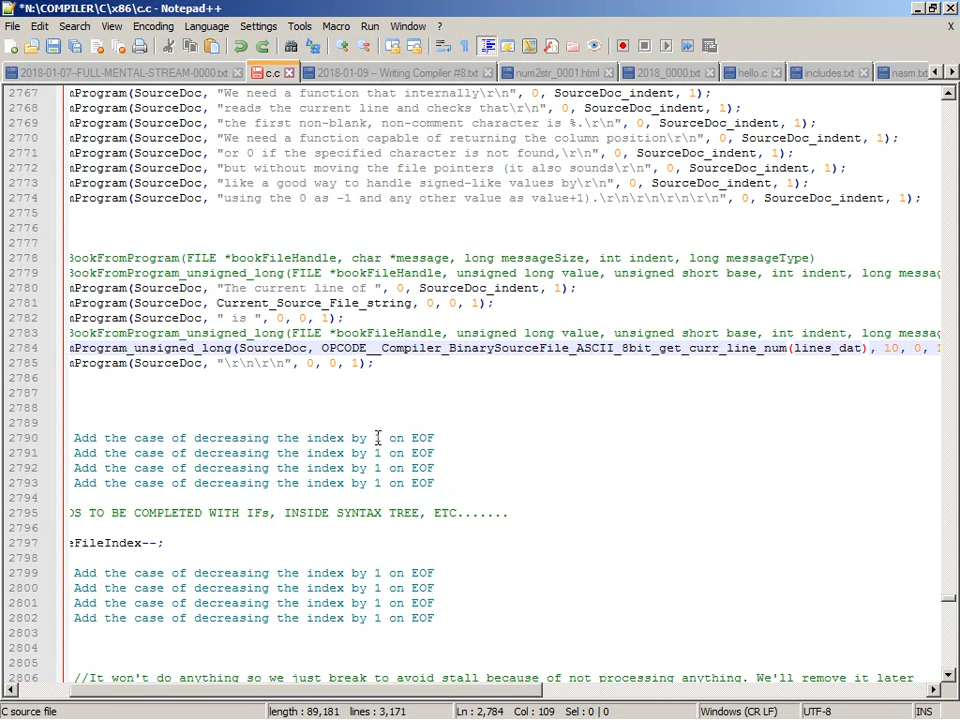 *N:\COMPILER\C\x86\c.c - Notepad++
File Edit Search View Encoding Language Settings Tools Macro Run Window ?
2018-01-07-FULL-MENTAL-STREAM-0000.txt c.c 2018-01-09 -- Writing Compiler #8.txt num2str_0001.html 2018_0000.txt hello.c includes.txt nasm.tx
2767 nProgram(SourceDoc, "We need a function that internally\r\n", 0, SourceDoc_indent, 1);
2768 nProgram(SourceDoc, "reads the current line and checks that\r\n", 0, SourceDoc_indent, 1);
2769 nProgram(SourceDoc, "the first non-blank, non-comment character is %.\r\n", 0, SourceDoc_indent, 1);
2770 nProgram(SourceDoc, "We need a function capable of returning the column position\r\n", 0, SourceDoc_indent, 1);
2771 nProgram(SourceDoc, "or 0 if the specified character is not found,\r\n", 0, SourceDoc_indent, 1);
2772 nProgram(SourceDoc, "but without moving the file pointers (it also sounds\r\n", 0, SourceDoc_indent, 1);
2773 nProgram(SourceDoc, "like a good way to handle signed-like values by\r\n", 0, SourceDoc_indent, 1);
2774 nProgram(SourceDoc, "using the 0 as -1 and any other value as value+1).\r\n\r\n\r\n\r\n", 0, SourceDoc_indent, 1);
2775
2776
2777
2778 BookFromProgram(FILE *bookFileHandle, char *message, long messageSize, int indent, long messageType)
2779 BookFromProgram_unsigned_long(FILE *bookFileHandle, unsigned long value, unsigned short base, int indent, long messag
2780 nProgram(SourceDoc, "The current line of ", 0, SourceDoc_indent, 1);
2781 nProgram(SourceDoc, Current_Source_File_string, 0, 0, 1);
2782 nProgram(SourceDoc, " is ", 0, 0, 1);
2783 BookFromProgram_unsigned_long(FILE *bookFileHandle, unsigned long value, unsigned short base, int indent, long messag
2784 nProgram_unsigned_long(SourceDoc, OPCODE__Compiler_BinarySourceFile_ASCII_8bit_get_curr_line_num(lines_dat), 10, 0, 1
2785 nProgram(SourceDoc, "\r\n\r\n", 0, 0, 1);
2786
2787
2788
2789
2790 Add the case of decreasing the index by 1 on EOF
2791 Add the case of decreasing the index by 1 on EOF
2792 Add the case of decreasing the index by 1 on EOF
2793 Add the case of decreasing the index by 1 on EOF
2794
2795 DS TO BE COMPLETED WITH IFs, INSIDE SYNTAX TREE, ETC.......
2796
2797 eFileIndex--;
2798
2799 Add the case of decreasing the index by 1 on EOF
2800 Add the case of decreasing the index by 1 on EOF
2801 Add the case of decreasing the index by 1 on EOF
2802 Add the case of decreasing the index by 1 on EOF
2803
2804
2805
2806 //It won't do anything so we just break to avoid stall because of not processing anything. We'll remove it later
C source file length : 89,181 lines : 3,171 Ln : 2,784 Col : 109 Sel : 0 | 0 Windows (CR LF) UTF-8 INS